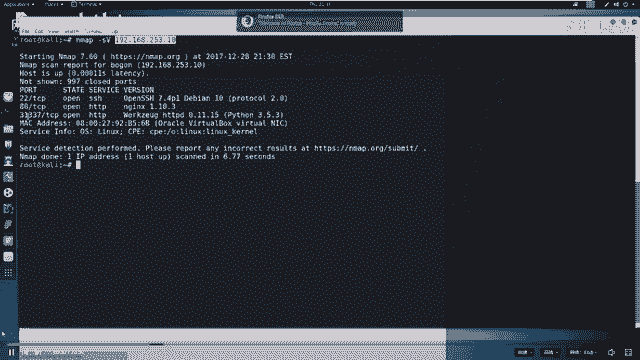 Applications
Places
root@kali:~# nmap -sV 192.168.253.18
Starting Nmap 7.60 ( https://nmap.org ) at 2017-12-28 21:30 EST
Nmap scan report for bogon (192.168.253.18)
Host is up (0.00011s latency).
Not shown: 997 closed ports
PORT STATE SERVICE VERSION
22/tcp open ssh OpenSSH 7.4p1 Debian 10 (protocol 2.0)
80/tcp open http nginx 1.10.3
31337/tcp open http Werkzeug httpd 0.11.15 (Python 3.5.3)
MAC Address: 08:00:27:92:B5:68 (Oracle VirtualBox virtual NIC)
Service Info: OS: Linux; CPE: cpe:/o:linux:linux_kernel
Service detection performed. Please report any incorrect results at https://nmap.org/submit/ .
Nmap done: 1 IP address (1 host up) scanned in 6.77 seconds
root@kali:~#